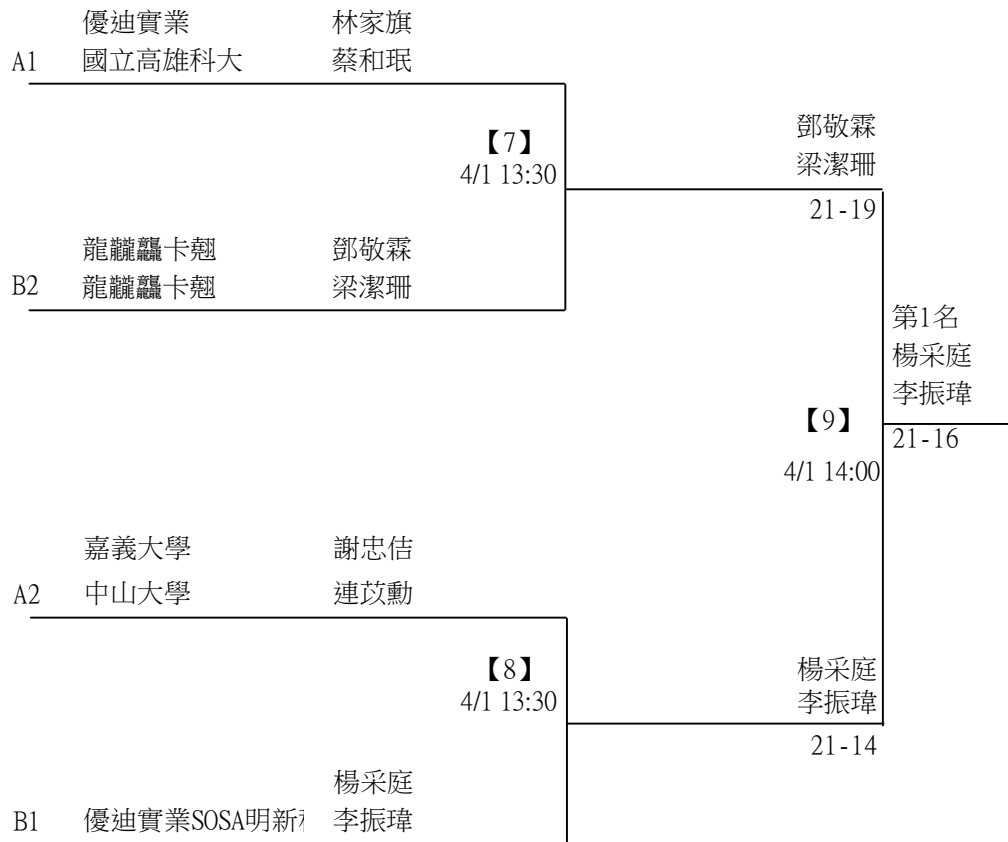 優迪實業 林家旗
A1 國立高雄科大 蔡和珉
【7】
4/1 13:30
鄧敬霖
梁潔珊
21-19
龍龖龘卡翹 鄧敬霖
B2 龍龖龘卡翹 梁潔珊
第1名
楊采庭
李振瑋
【9】
21-16
4/1 14:00
嘉義大學 謝忠佶
A2 中山大學 連苡勳
【8】
4/1 13:30
楊采庭
李振瑋
21-14
楊采庭
B1 優迪實業SOSA明新 李振瑋